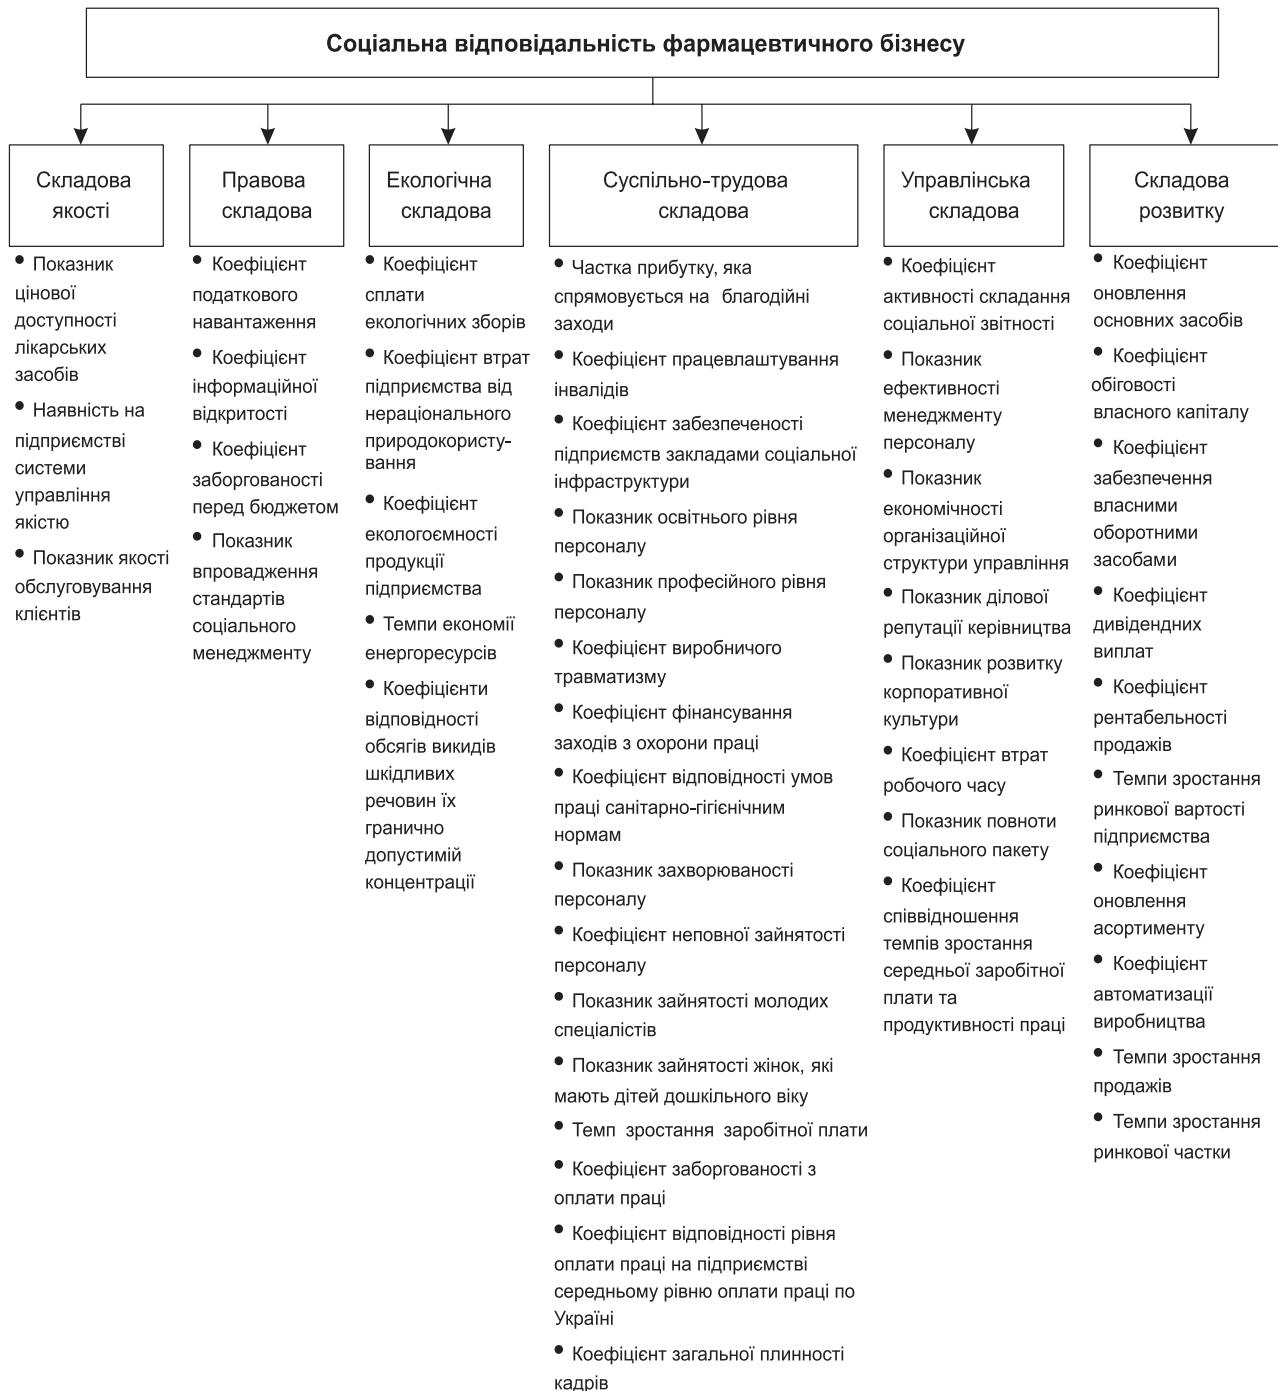 Соціальна відповідальність фармацевтичного бізнесу
Складова
якості
• Показник
цінової
доступності
лікарських
засобів
• Наявність на
підприємстві
системи
управління
якістю
• Показник якості
обслуговування
клієнтів
Правова
складова
• Коефіцієнт
податкового
навантаження
• Коефіцієнт
інформаційної
відкритості
• Коефіцієнт
заборгованості
перед бюджетом
• Показник
впровадження
стандартів
соціального
менеджменту
Екологічна
складова
• Коефіцієнт
сплати
екологічних зборів
• Коефіцієнт втрат
підприємства від
нераціонального
природокористу-
вання
• Коефіцієнт
екологоємності
продукції
підприємства
• Темпи економії
енергоресурсів
• Коефіцієнти
відповідності
обсягів викидів
шкідливих
речовин їх
гранично
допустимій
концентрації
Суспільно-трудова
складова
• Частка прибутку, яка
спрямовується на благодійні
заходи
• Коефіцієнт працевлаштування
інвалідів
• Коефіцієнт забезпеченості
підприємств закладами соціальної
інфраструктури
• Показник освітнього рівня
персоналу
• Показник професійного рівня
персоналу
• Коефіцієнт виробничого
травматизму
• Коефіцієнт фінансування
заходів з охорони праці
• Коефіцієнт відповідності умов
праці санітарно-гігієнічним
нормам
• Показник захворюваності
персоналу
• Коефіцієнт неповної зайнятості
персоналу
• Показник зайнятості молодих
спеціалістів
• Показник зайнятості жінок, які
мають дітей дошкільного віку
• Темп зростання заробітної плати
• Коефіцієнт заборгованості з
оплати праці
• Коефіцієнт відповідності рівня
оплати праці на підприємстві
середньому рівню оплати праці по
Україні
• Коефіцієнт загальної плинності
кадрів
Управлінська
складова
• Коефіцієнт
активності складання
соціальної звітності
• Показник
ефективності
менеджменту
персоналу
• Показник
економічності
організаційної
структури управління
• Показник ділової
репутації керівництва
• Показник розвитку
корпоративної
культури
• Коефіцієнт втрат
робочого часу
• Показник повноти
соціального пакету
• Коефіцієнт
співвідношення
темпів зростання
середньої заробітної
плати та
продуктивності праці
Складова
розвитку
• Коефіцієнт
оновлення
основних засобів
• Коефіцієнт
обіговості
власного капіталу
• Коефіцієнт
забезпечення
власними
оборотними
засобами
• Коефіцієнт
дивідендних
виплат
• Коефіцієнт
рентабельності
продажів
• Темпи зростання
ринкової вартості
підприємства
• Коефіцієнт
оновлення
асортименту
• Коефіцієнт
автоматизації
виробництва
• Темпи зростання
продажів
• Темпи зростання
ринкової частки